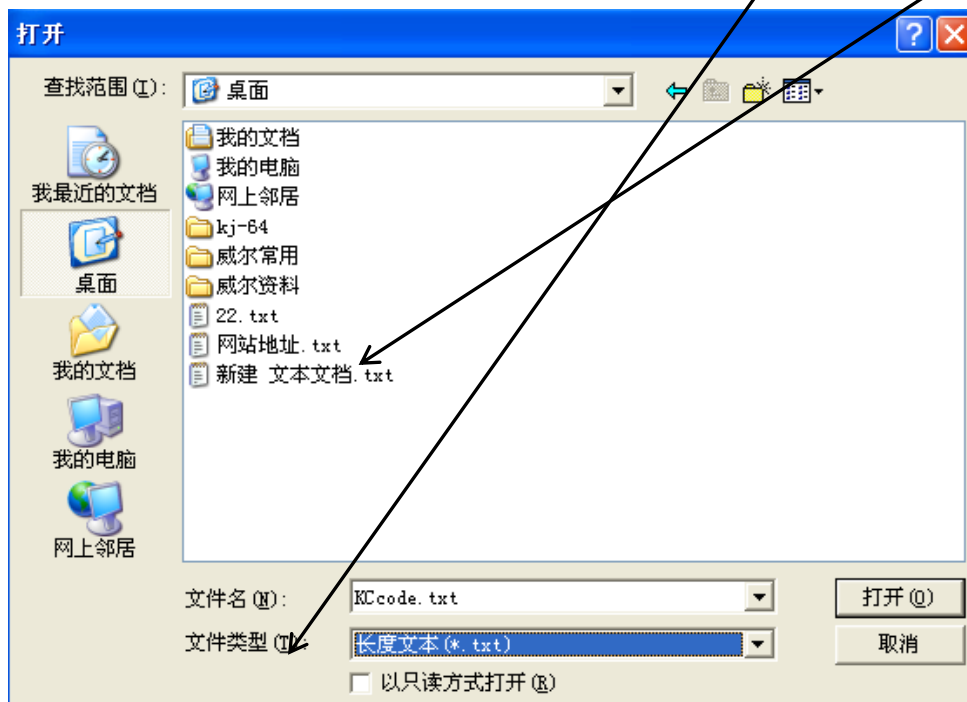 打开
查找范围(I):
桌面
我最近的文档
桌面
我的文档
我的电脑
网上邻居
我的文档
我的电脑
网上邻居
kj-64
威尔常用
威尔资料
22.txt
网站地址.txt
新建 文本文档.txt
文件名(N):
KCcode.txt
打开(O)
文件类型(T):
长度文本(*.txt)
取消
以只读方式打开(R)